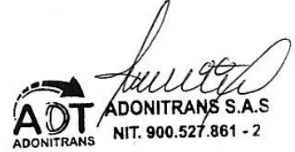 ADT
ADONITRANS
ADONITRANS S.A.S
NIT. 900.527.861 - 2